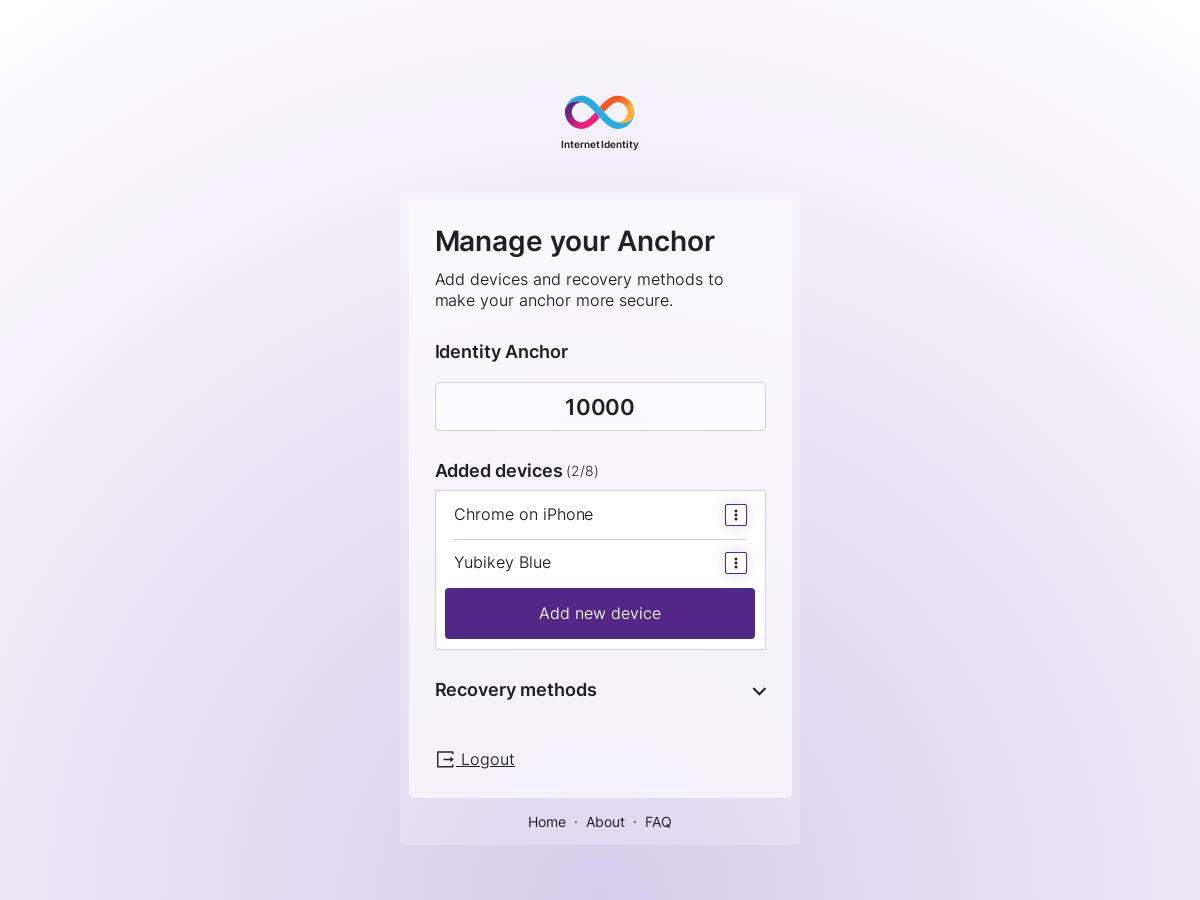 Internet Identity
Manage your Anchor
Add devices and recovery methods to
make your anchor more secure.
Identity Anchor
10000
Added devices (2/8)
Chrome on iPhone
Yubikey Blue
Add new device
Recovery methods
Logout
Home · About · FAQ